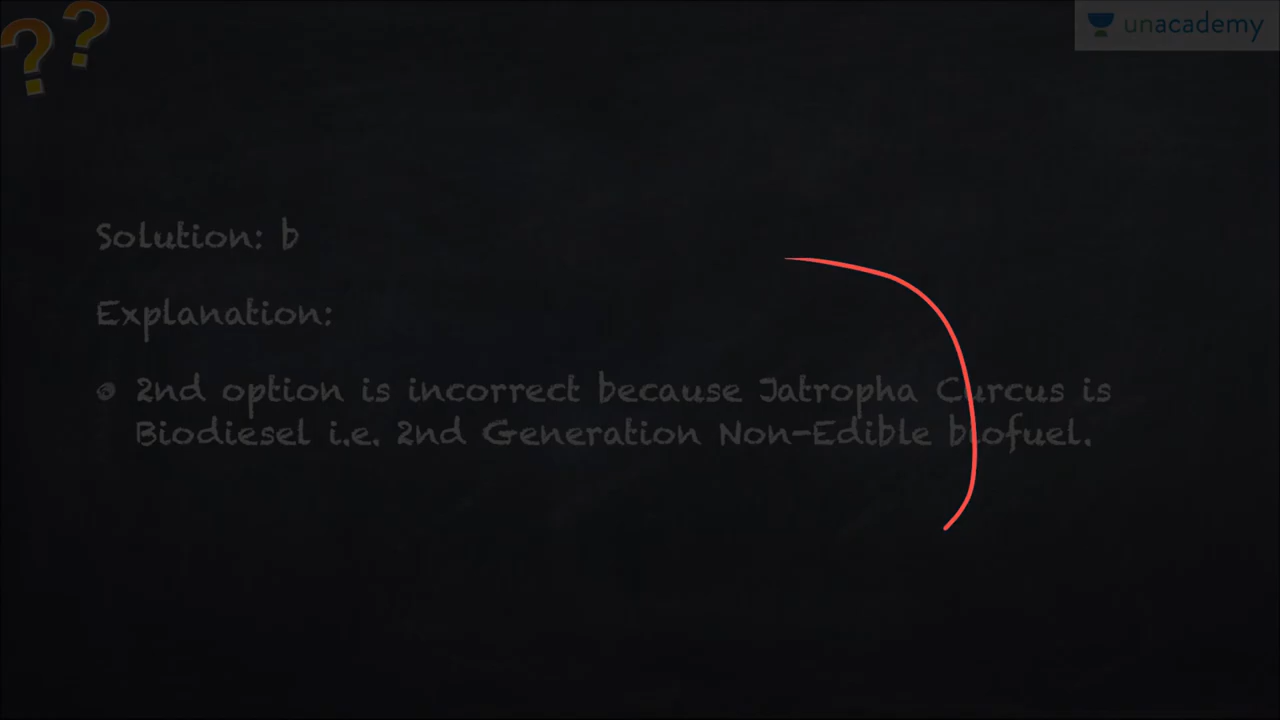 ??
unacademy
Solution: b
Explanation:
2nd option is incorrect because Jatropha Curcus is
Biodiesel i.e. 2nd Generation Non-Edible biofuel.